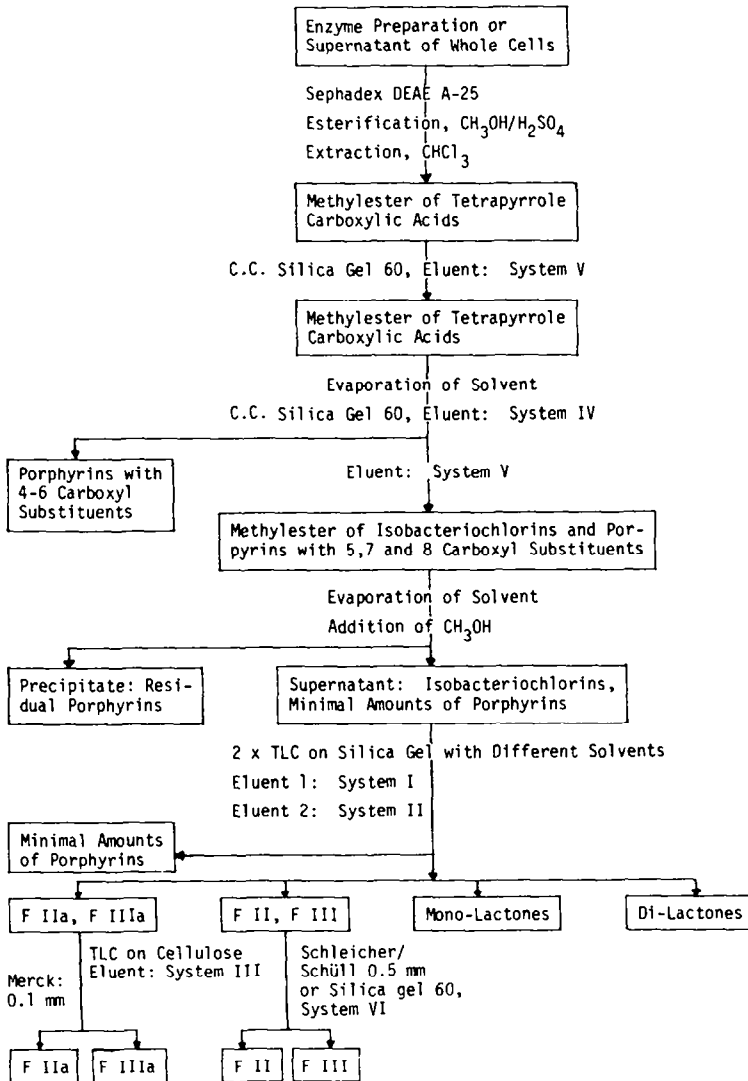 Enzyme Preparation or
Supernatant of Whole Cells
Sephadex DEAE A-25
Esterification, CH3OH/H2SO4
Extraction, CHCl3
Methylester of Tetrapyrrole
Carboxylic Acids
C.C. Silica Gel 60, Eluent: System V
Methylester of Tetrapyrrole
Carboxylic Acids
Evaporation of Solvent
C.C. Silica Gel 60, Eluent: System IV
Porphyrins with
4-6 Carboxyl
Substituents
Eluent: System V
Methylester of Isobacteriochlorins and Por-
pyrins with 5,7 and 8 Carboxyl Substituents
Evaporation of Solvent
Addition of CH3OH
Precipitate: Resi-
dual Porphyrins
Supernatant: Isobacteriochlorins,
Minimal Amounts of Porphyrins
2 x TLC on Silica Gel with Different Solvents
Eluent 1: System I
Eluent 2: System II
Minimal Amounts
of Porphyrins
F IIa, F IIIa
F II, F III
Mono-Lactones
Di-Lactones
Merck:
0.1 mm
TLC on Cellulose
Eluent: System III
Schleicher/
Schüll 0.5 mm
or Silica gel 60,
System VI
F IIa
F IIIa
F II
F III